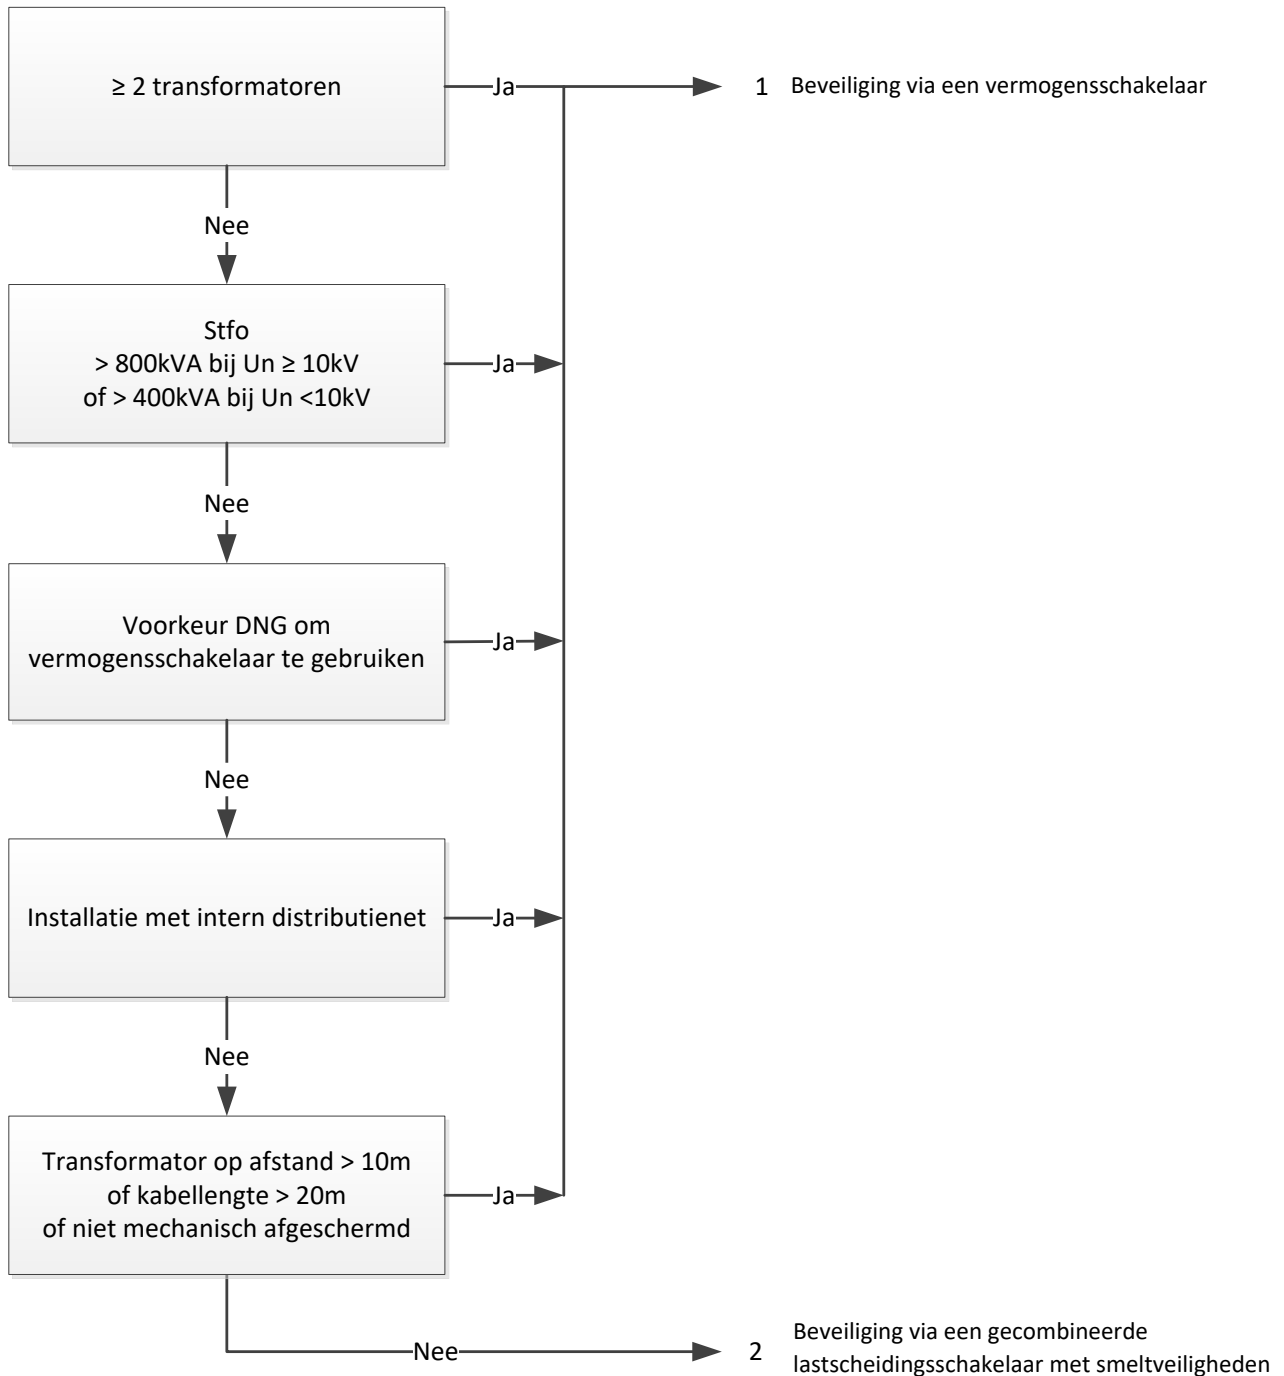 ≥ 2 transformatoren
Ja
1 Beveiliging via een vermogensschakelaar
Nee
Stfo
> 800kVA bij Un ≥ 10kV
of > 400kVA bij Un <10kV
Ja
Nee
Voorkeur DNG om
vermogensschakelaar te gebruiken
Ja
Nee
Installatie met intern distributienet
Ja
Nee
Transformator op afstand > 10m
of kabellengte > 20m
of niet mechanisch afgeschermd
Ja
Nee
2 Beveiliging via een gecombineerde
lastscheidingsschakelaar met smeltveiligheden